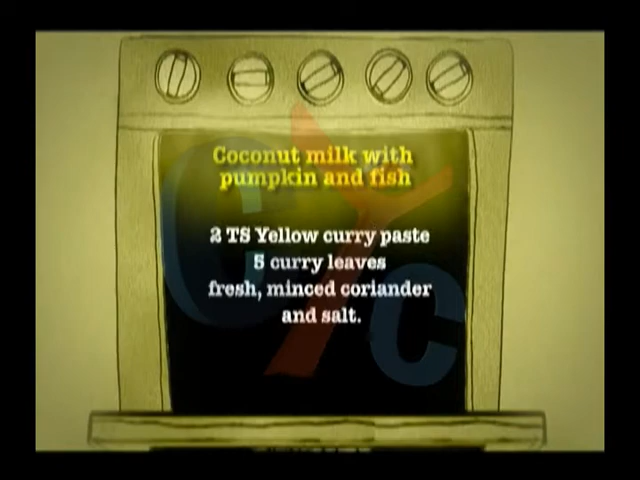 Coconut milk with
pumpkin and fish
2 TS Yellow curry paste
5 curry leaves
fresh, minced coriander
and salt.
CYC